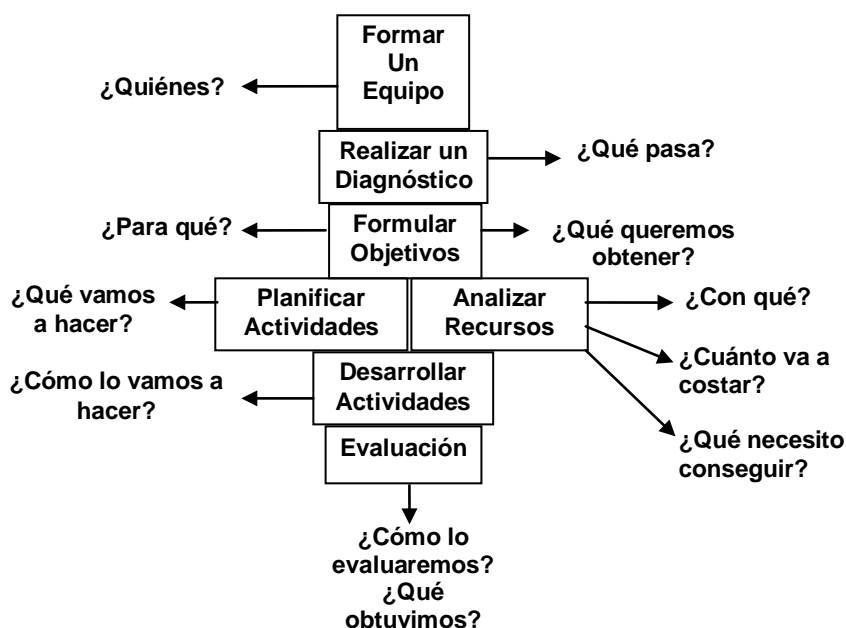 Formar
Un
Equipo
¿Quiénes?
Realizar un
Diagnóstico
¿Qué pasa?
¿Para qué?
Formular
Objetivos
¿Qué queremos
obtener?
¿Qué vamos
a hacer?
Planificar
Actividades
Analizar
Recursos
¿Con qué?
¿Cuánto va a
costar?
¿Qué necesito
conseguir?
¿Cómo lo vamos a
hacer?
Desarrollar
Actividades
Evaluación
¿Cómo lo
evaluaremos?
¿Qué
obtuvimos?